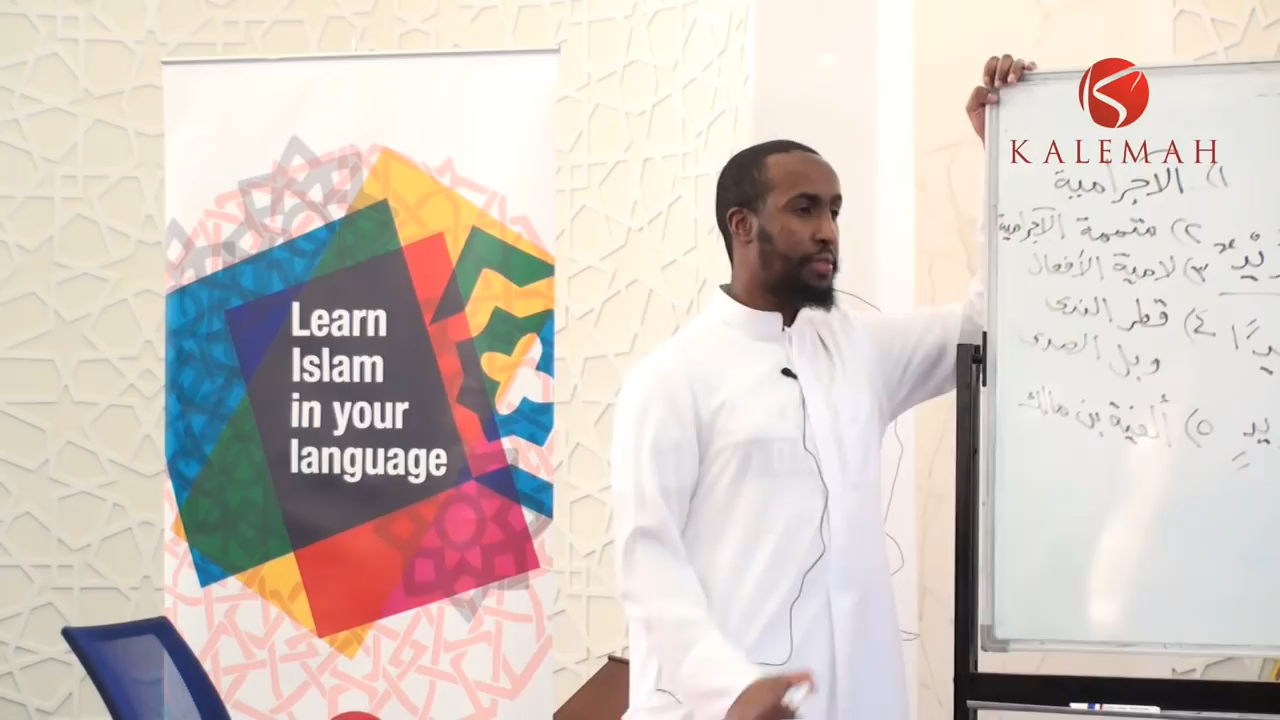 Learn
Islam
in your
language
KALEMAH
١) الاجرامية
٢) متممة الآجرامية
٣) لامية الأفعال
٤) قطر الندى
وبل الصدى
٥) ألفية بن مالك